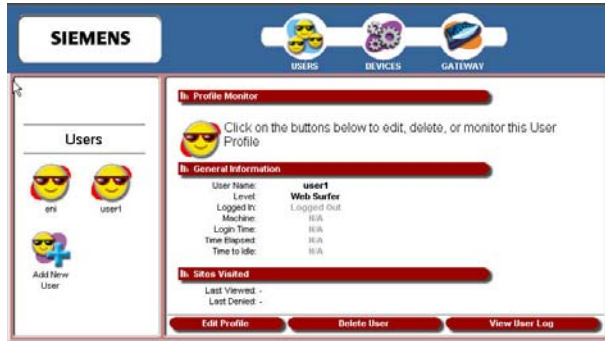 SIEMENS
USERS
DEVICES
GATEWAY
Users
eni
user1
Add New
User
Profile Monitor
Click on the buttons below to edit, delete, or monitor this User
Profile
General Information
User Name: user1
Level: Web Surfer
Logged In: Logged Out
Machine: N/A
Login Time: N/A
Time Elapsed: N/A
Time to Idle: N/A
Sites Visited
Last Viewed: -
Last Denied: -
Edit Profile
Delete User
View User Log